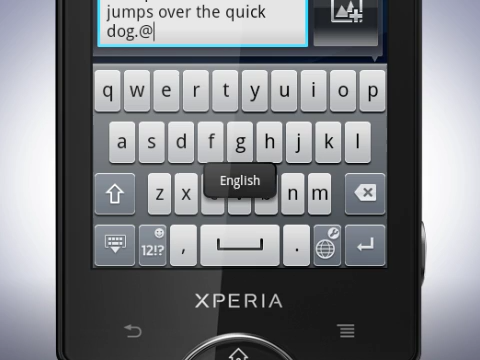 jumps over the quick
dog.@
q w e r t y u i o p
a s d f g h j k l
English
z x n m
12!? , .
XPERIA